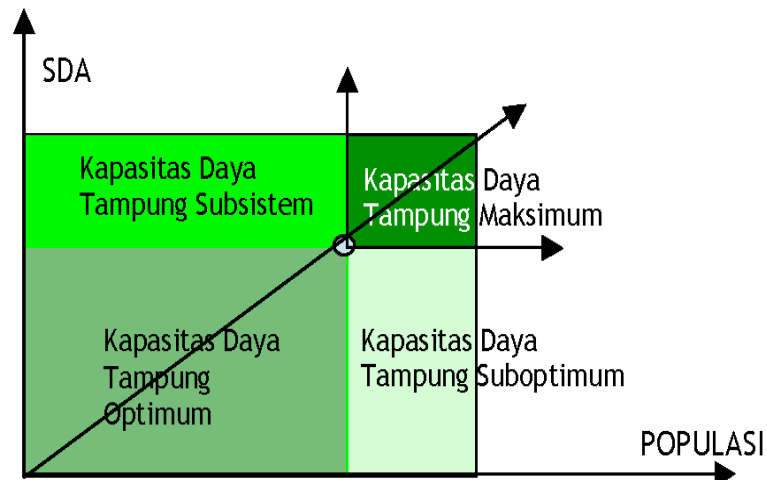 SDA
Kapasitas Daya
Tampung Subsistem
Kapasitas Daya
Tampung Maksimum
Kapasitas Daya
Tampung
Optimum
Kapasitas Daya
Tampung Suboptimum
POPULASI